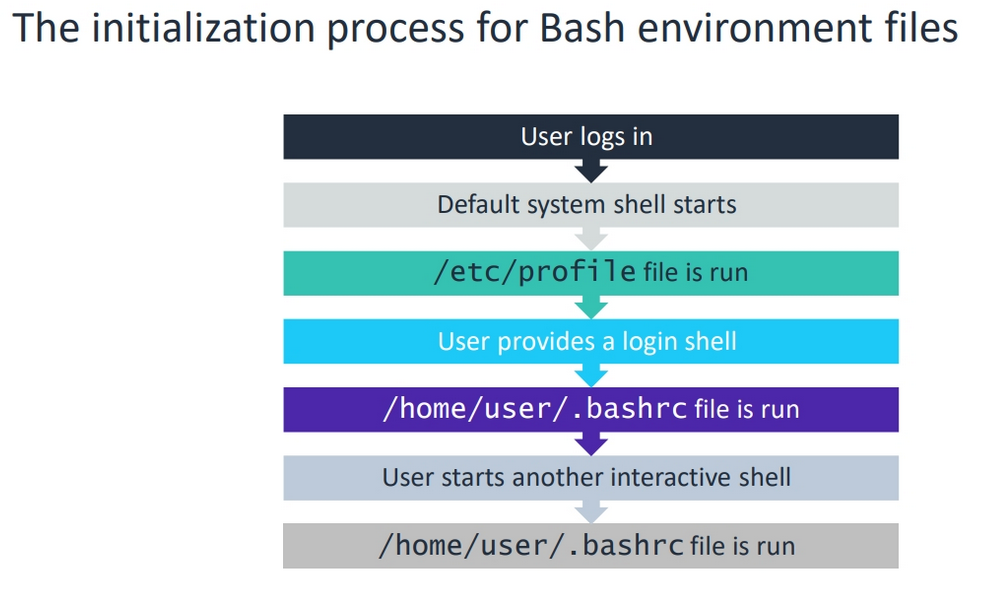 The initialization process for Bash environment files
User logs in
Default system shell starts
/etc/profile file is run
User provides a login shell
/home/user/.bashrc file is run
User starts another interactive shell
/home/user/.bashrc file is run